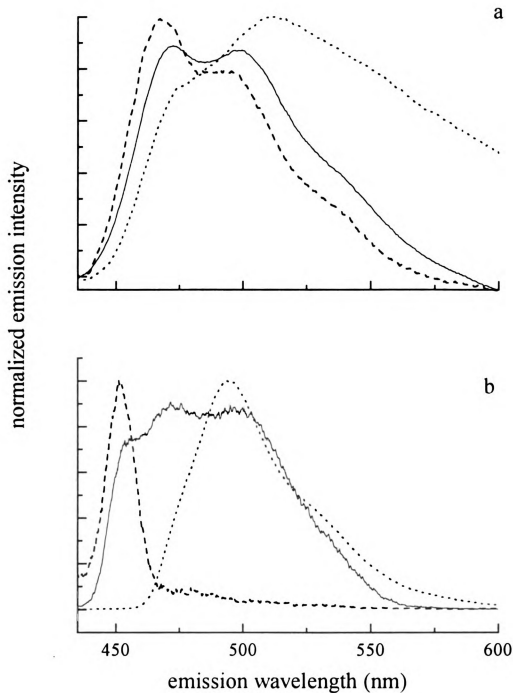 a
normalized emission intensity
b
450 500 550 600
emission wavelength (nm)